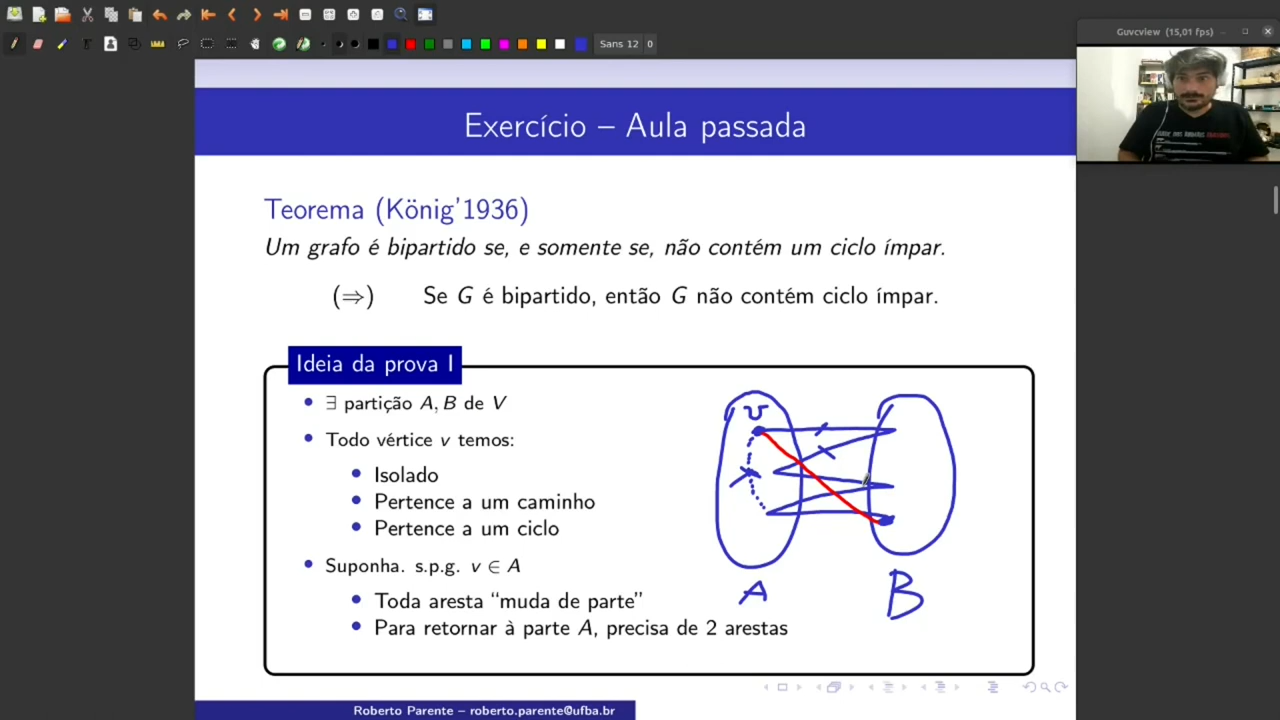 Sans 12 0
Guvcview (15,01 fps)
Exercício – Aula passada
Teorema (König'1936)
Um grafo é bipartido se, e somente se, não contém um ciclo ímpar.
(⇒) Se G é bipartido, então G não contém ciclo ímpar.
Ideia da prova I
∃ partição A, B de V
Todo vértice v temos:
Isolado
Pertence a um caminho
Pertence a um ciclo
Suponha. s.p.g. v ∈ A
Toda aresta “muda de parte”
Para retornar à parte A, precisa de 2 arestas
v
A
B
Roberto Parente – roberto.parente@ufba.br